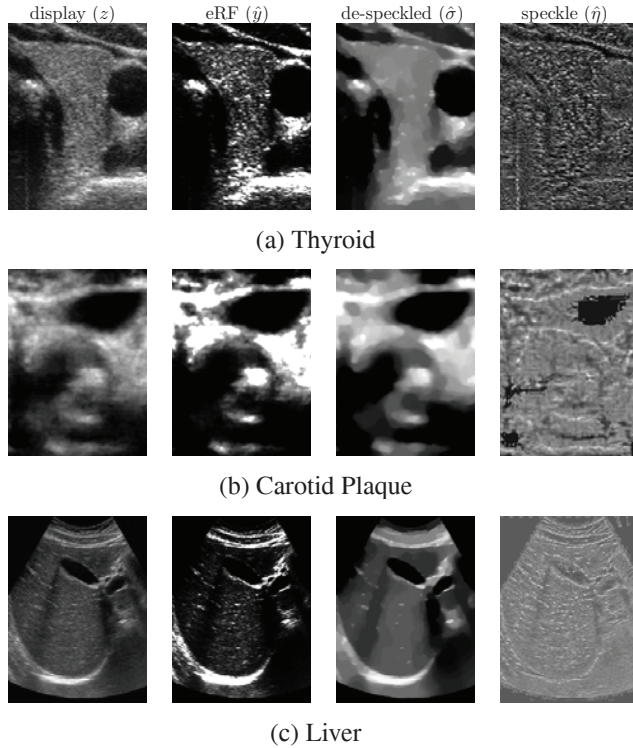 display (z) eRF (ŷ) de-speckled (σ̂) speckle (η̂)
(a) Thyroid
(b) Carotid Plaque
(c) Liver